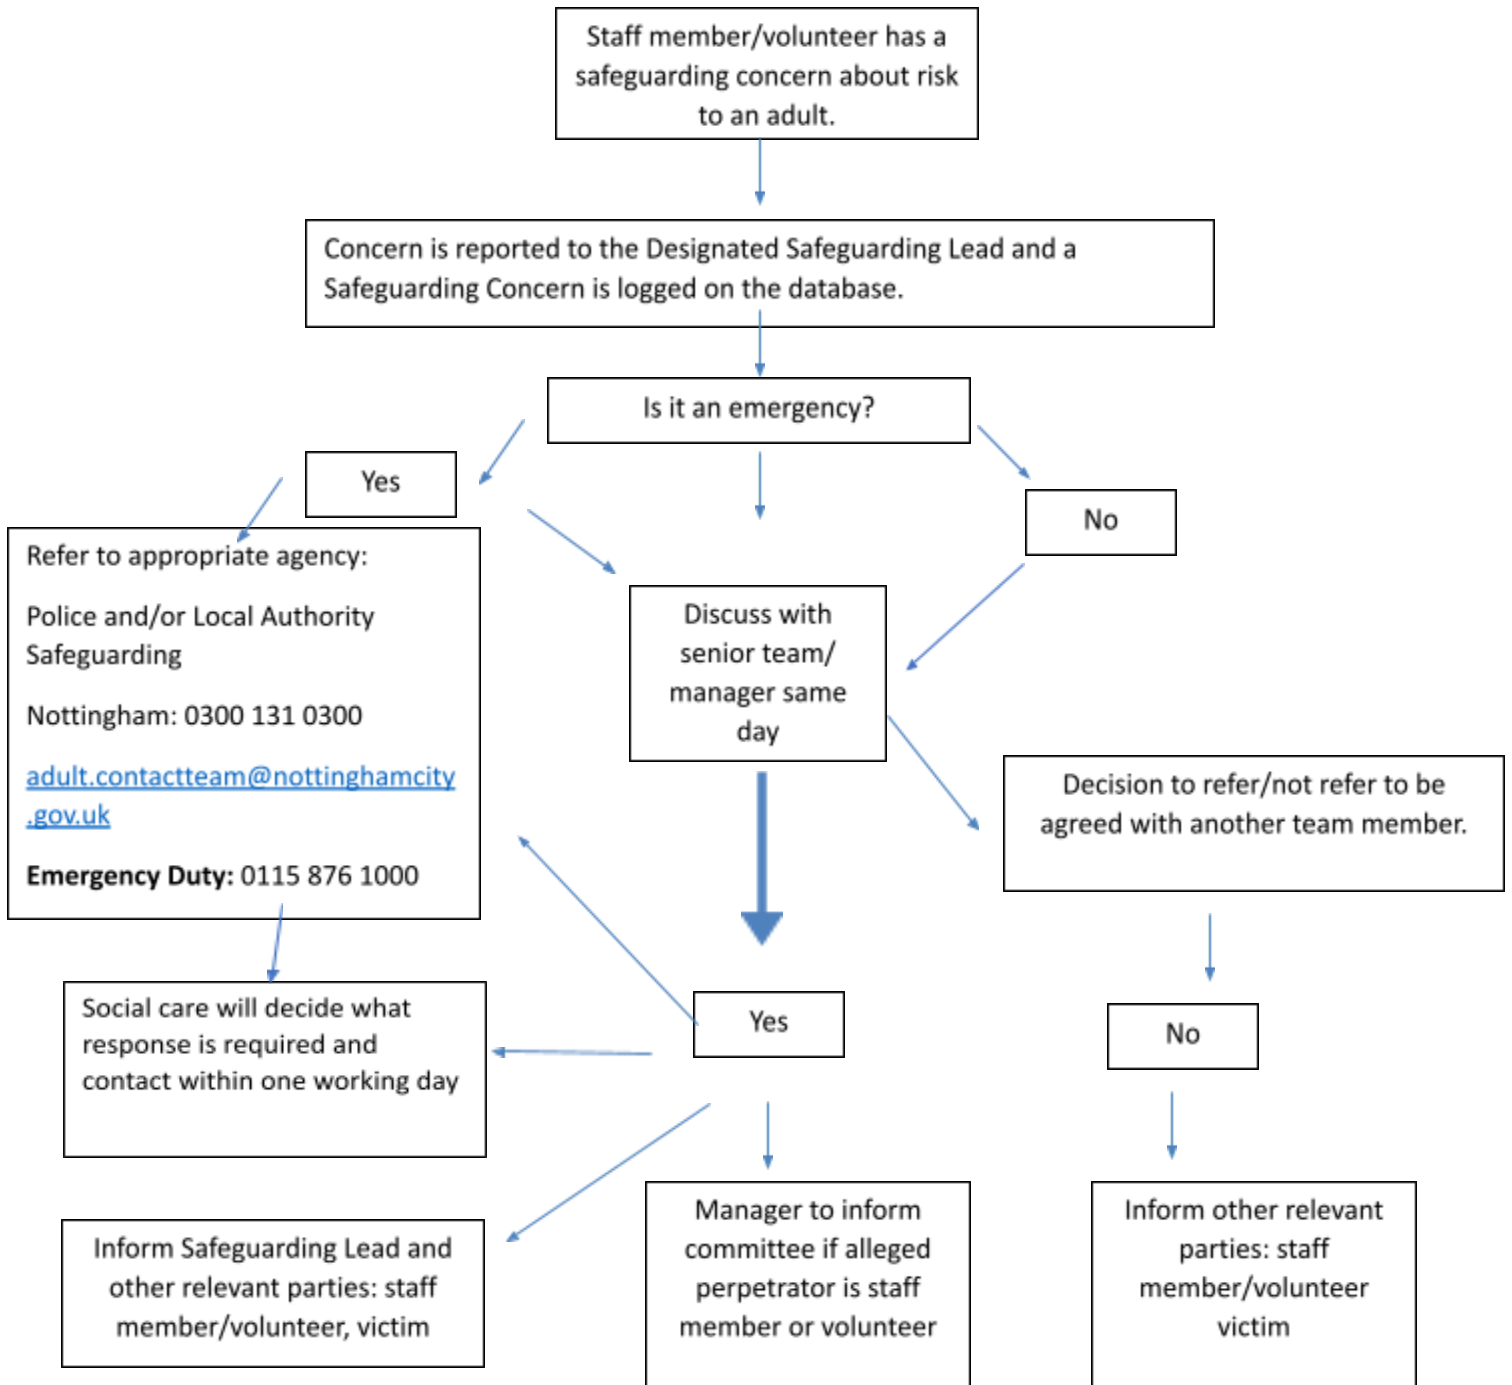 Staff member/volunteer has a
safeguarding concern about risk
to an adult.
Concern is reported to the Designated Safeguarding Lead and a
Safeguarding Concern is logged on the database.
Is it an emergency?
Yes
No
Refer to appropriate agency:
Police and/or Local Authority
Safeguarding
Nottingham: 0300 131 0300
adult.contactteam@nottinghamcity
.gov.uk
Emergency Duty: 0115 876 1000
Discuss with
senior team/
manager same
day
Decision to refer/not refer to be
agreed with another team member.
Social care will decide what
response is required and
contact within one working day
Yes
No
Inform Safeguarding Lead and
other relevant parties: staff
member/volunteer, victim
Manager to inform
committee if alleged
perpetrator is staff
member or volunteer
Inform other relevant
parties: staff
member/volunteer
victim